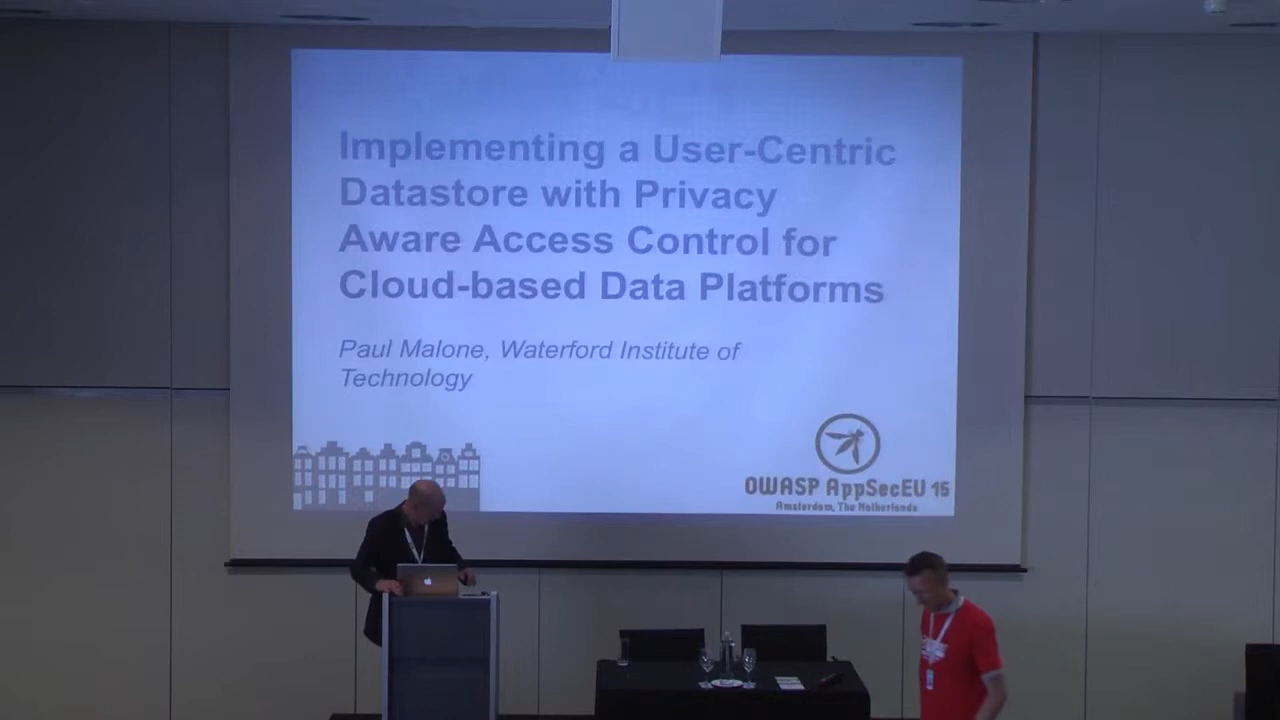 Implementing a User-Centric
Datastore with Privacy
Aware Access Control for
Cloud-based Data Platforms
Paul Malone, Waterford Institute of
Technology
OWASP AppSecEU 15
Amsterdam, The Netherlands